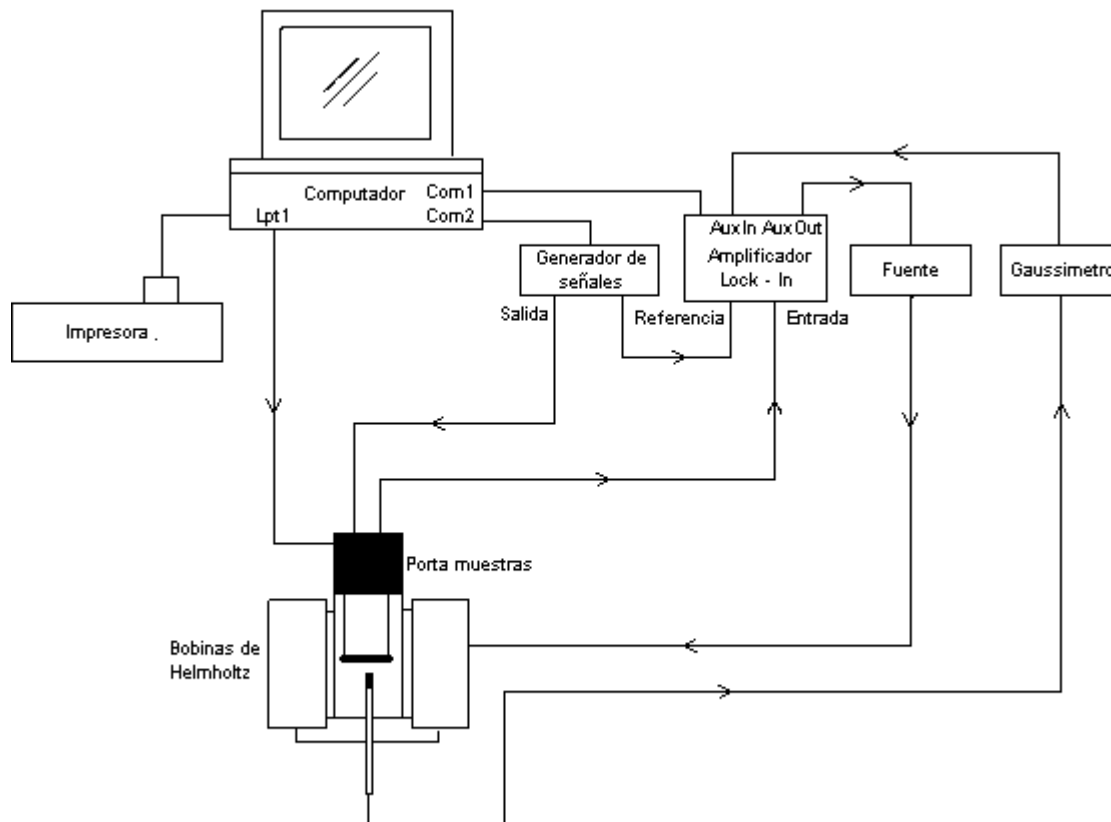 Computador
Com1
Lpt1
Com2
AuxIn AuxOut
Amplificador
Lock - In
Generador de
señales
Fuente
Gaussimetro
Salida
Referencia
Entrada
Impresora .
Porta muestras
Bobinas de
Helmholtz